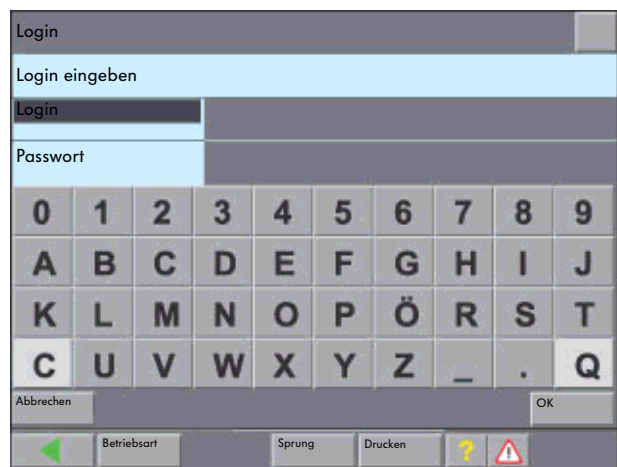 Login
Login eingeben
Login
Passwort
0 1 2 3 4 5 6 7 8 9
A B C D E F G H I J
K L M N O P Ö R S T
C U V W X Y Z _ . Q
Abbrechen OK
Betriebsart Sprung Drucken ? !